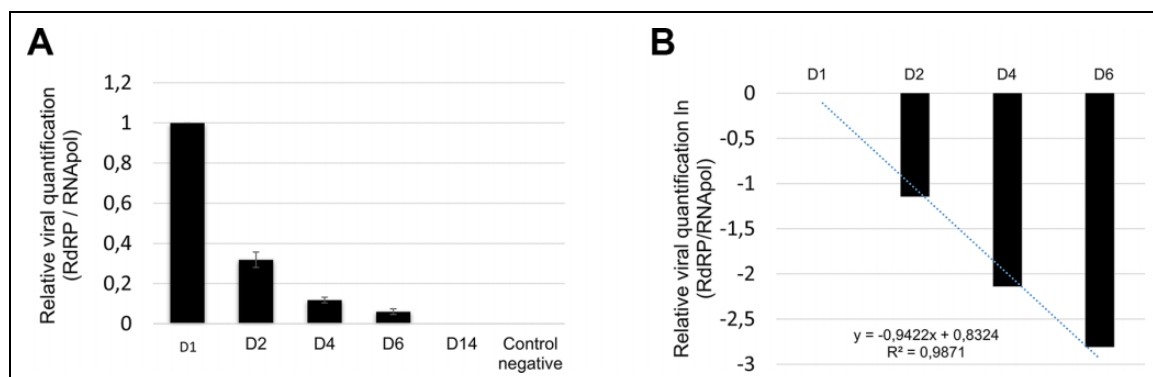 A
Relative viral quantification
(RdRP / RNApol)
1,2
1
0,8
0,6
0,4
0,2
0
D1
D2
D4
D6
D14
Control
negative
B
Relative viral quantification ln
(RdRP/RNApol)
D1
D2
D4
D6
0
-0,5
-1
-1,5
-2
-2,5
-3
y = -0,9422x + 0,8324
R² = 0,9871